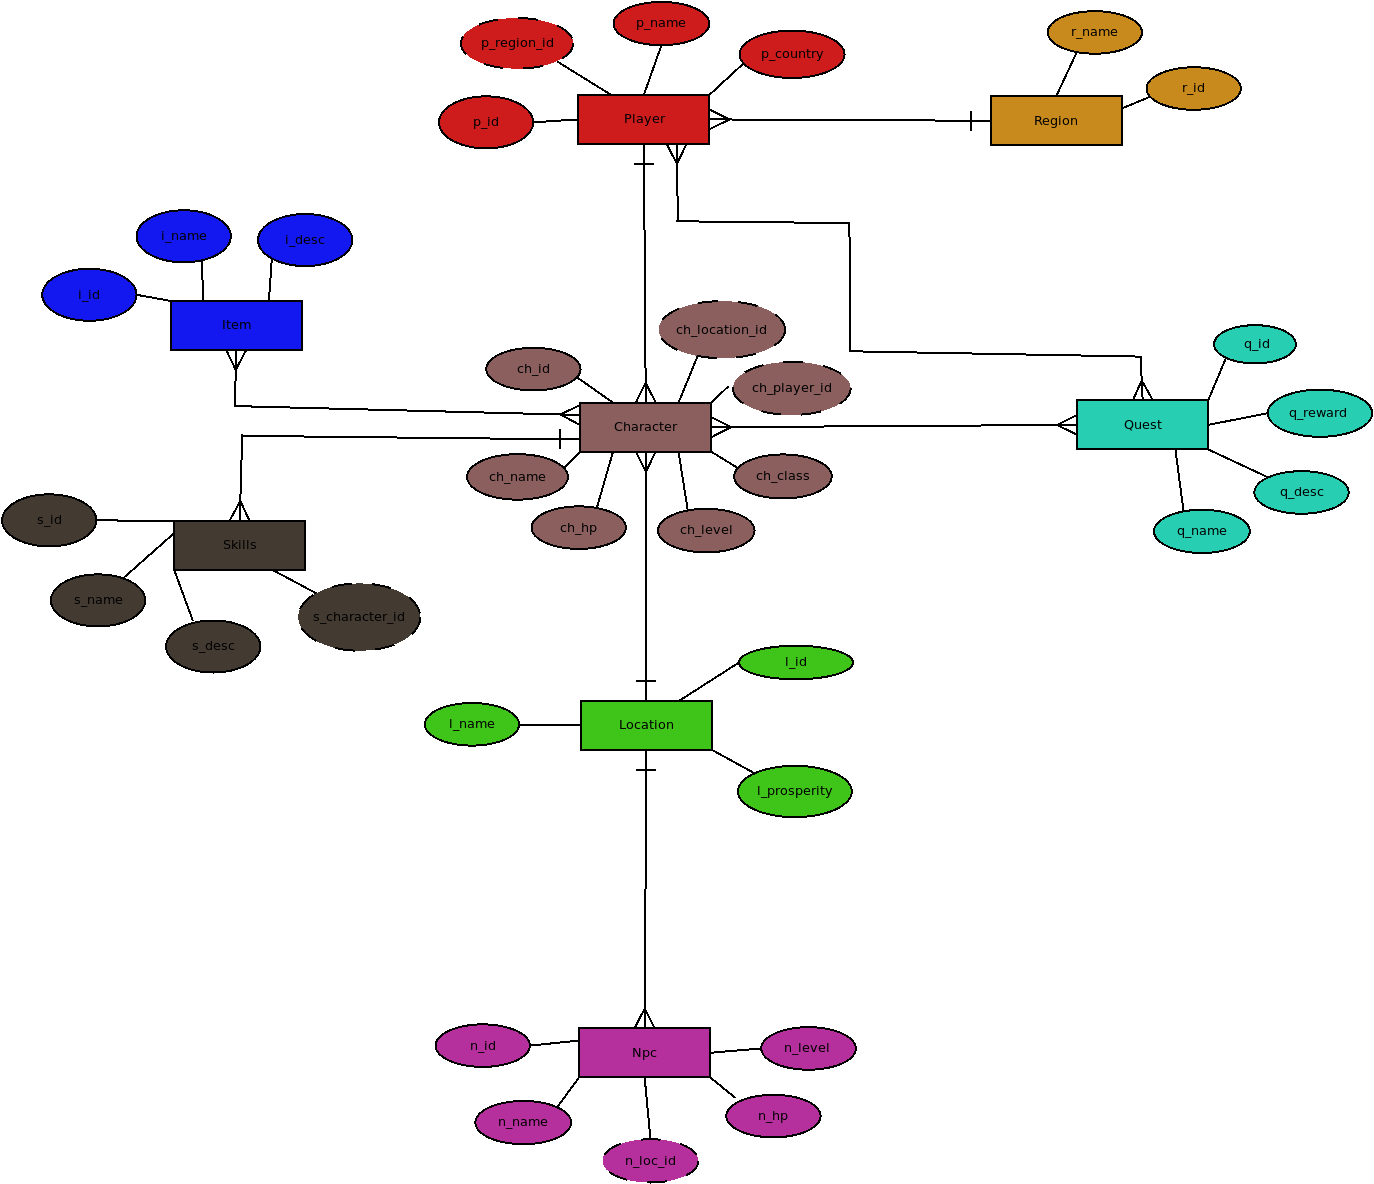 p_name
p_region_id
p_country
r_name
r_id
p_id
Player
Region
i_name
I_desc
I_id
Item
ch_location_id
q_id
ch_id
ch_player_id
q_reward
Character
Quest
ch_name
ch_class
q_desc
s_id
ch_hp
ch_level
q_name
Skills
s_name
s_character_id
s_desc
l_id
l_name
Location
l_prosperity
n_id
Npc
n_level
n_name
n_hp
n_loc_id